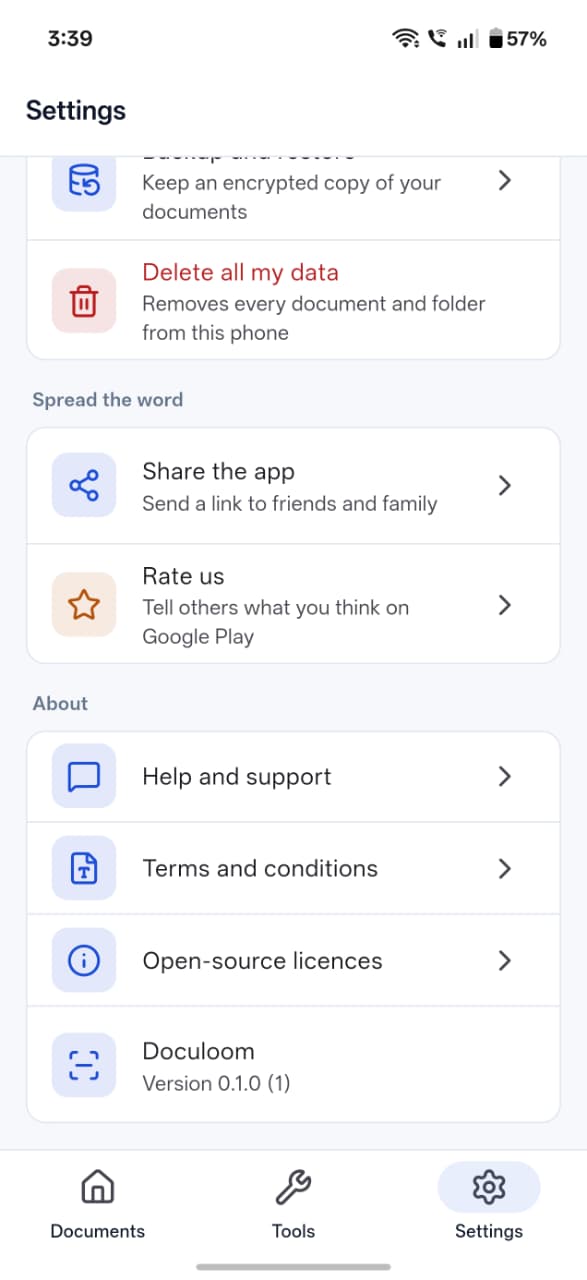 3:39
57%
Settings
Backup and restore
Keep an encrypted copy of your
documents
Delete all my data
Removes every document and folder
from this phone
Spread the word
Share the app
Send a link to friends and family
Rate us
Tell others what you think on
Google Play
About
Help and support
Terms and conditions
Open-source licences
Doculoom
Version 0.1.0 (1)
Documents
Tools
Settings